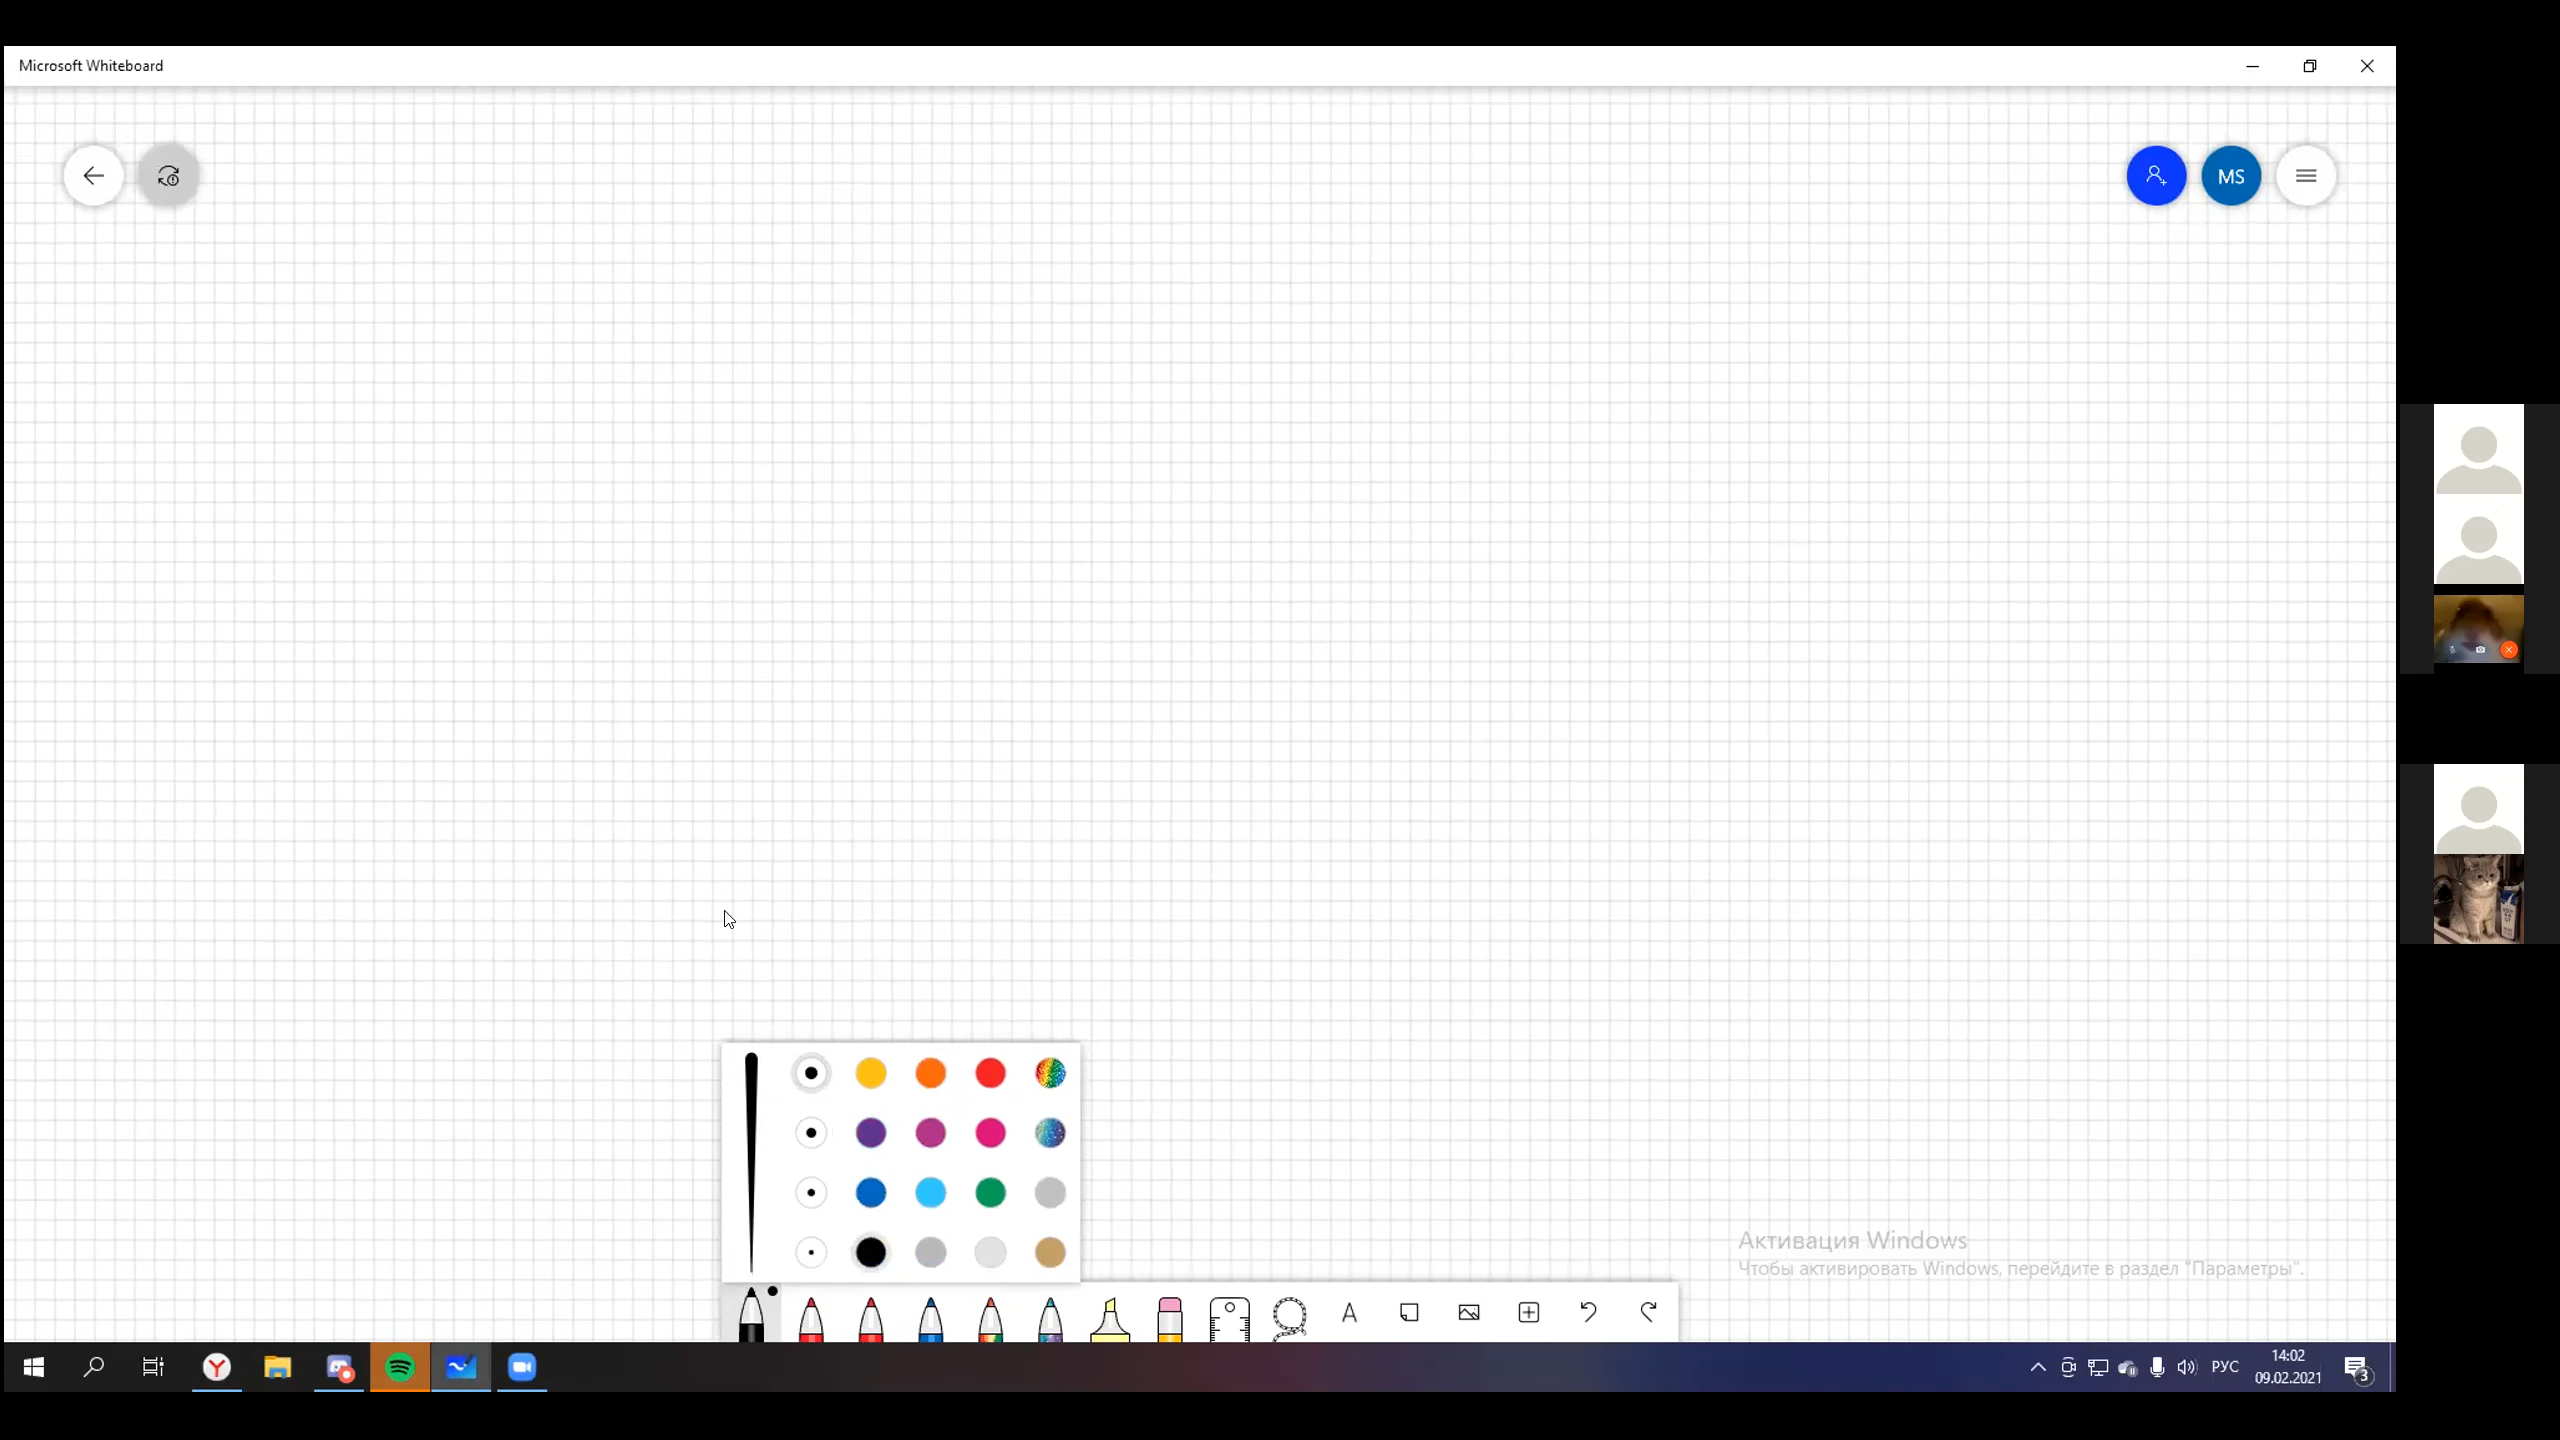 Microsoft Whiteboard
MS
Активация Windows
Чтобы активировать Windows, перейдите в раздел "Параметры".
A
РУС
14:02
09.02.2021
3